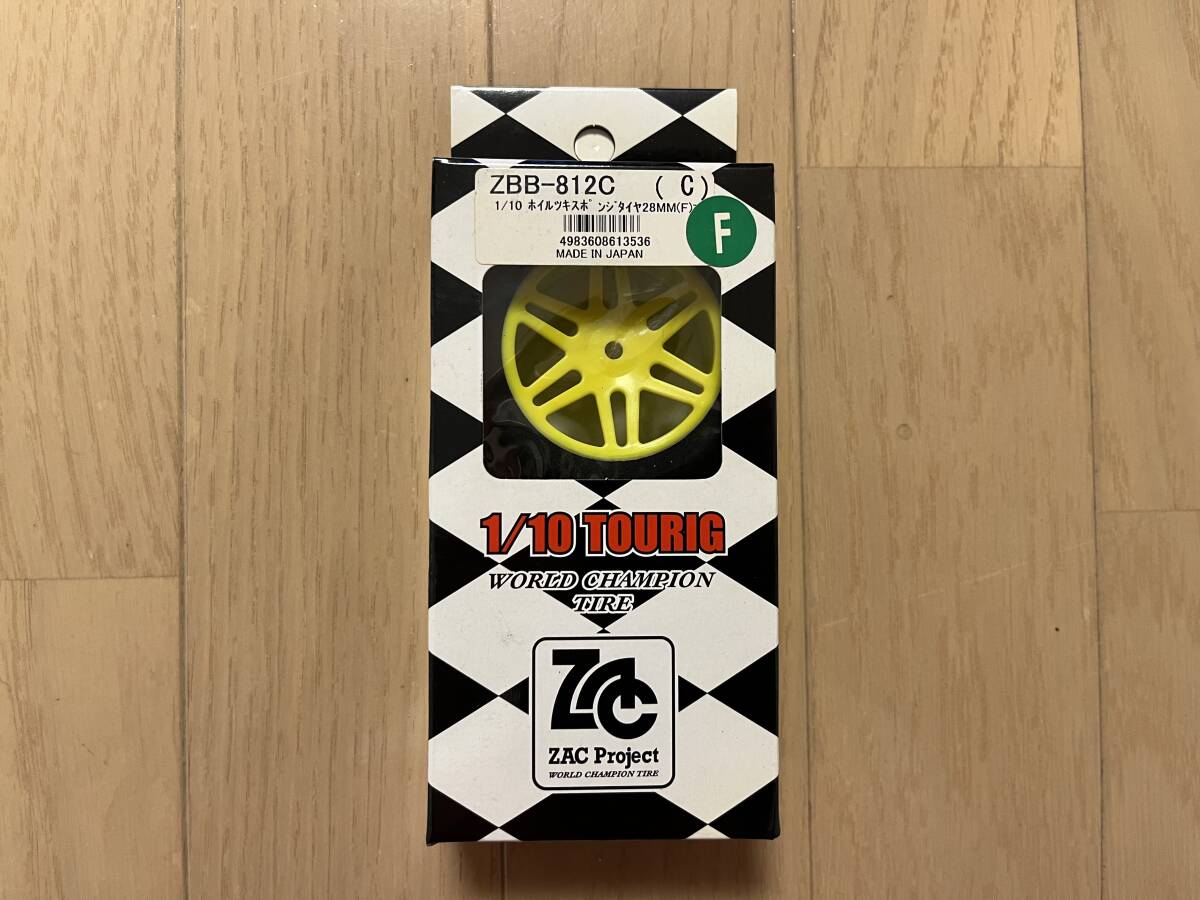 ZBB-812C ( C )
1/10 ホイルツキスポンジタイヤ28MM(F)
4983608613536
MADE IN JAPAN
F
1/10 TOURIG
WORLD CHAMPION
TIRE
ZAC
ZAC Project
WORLD CHAMPION TIRE